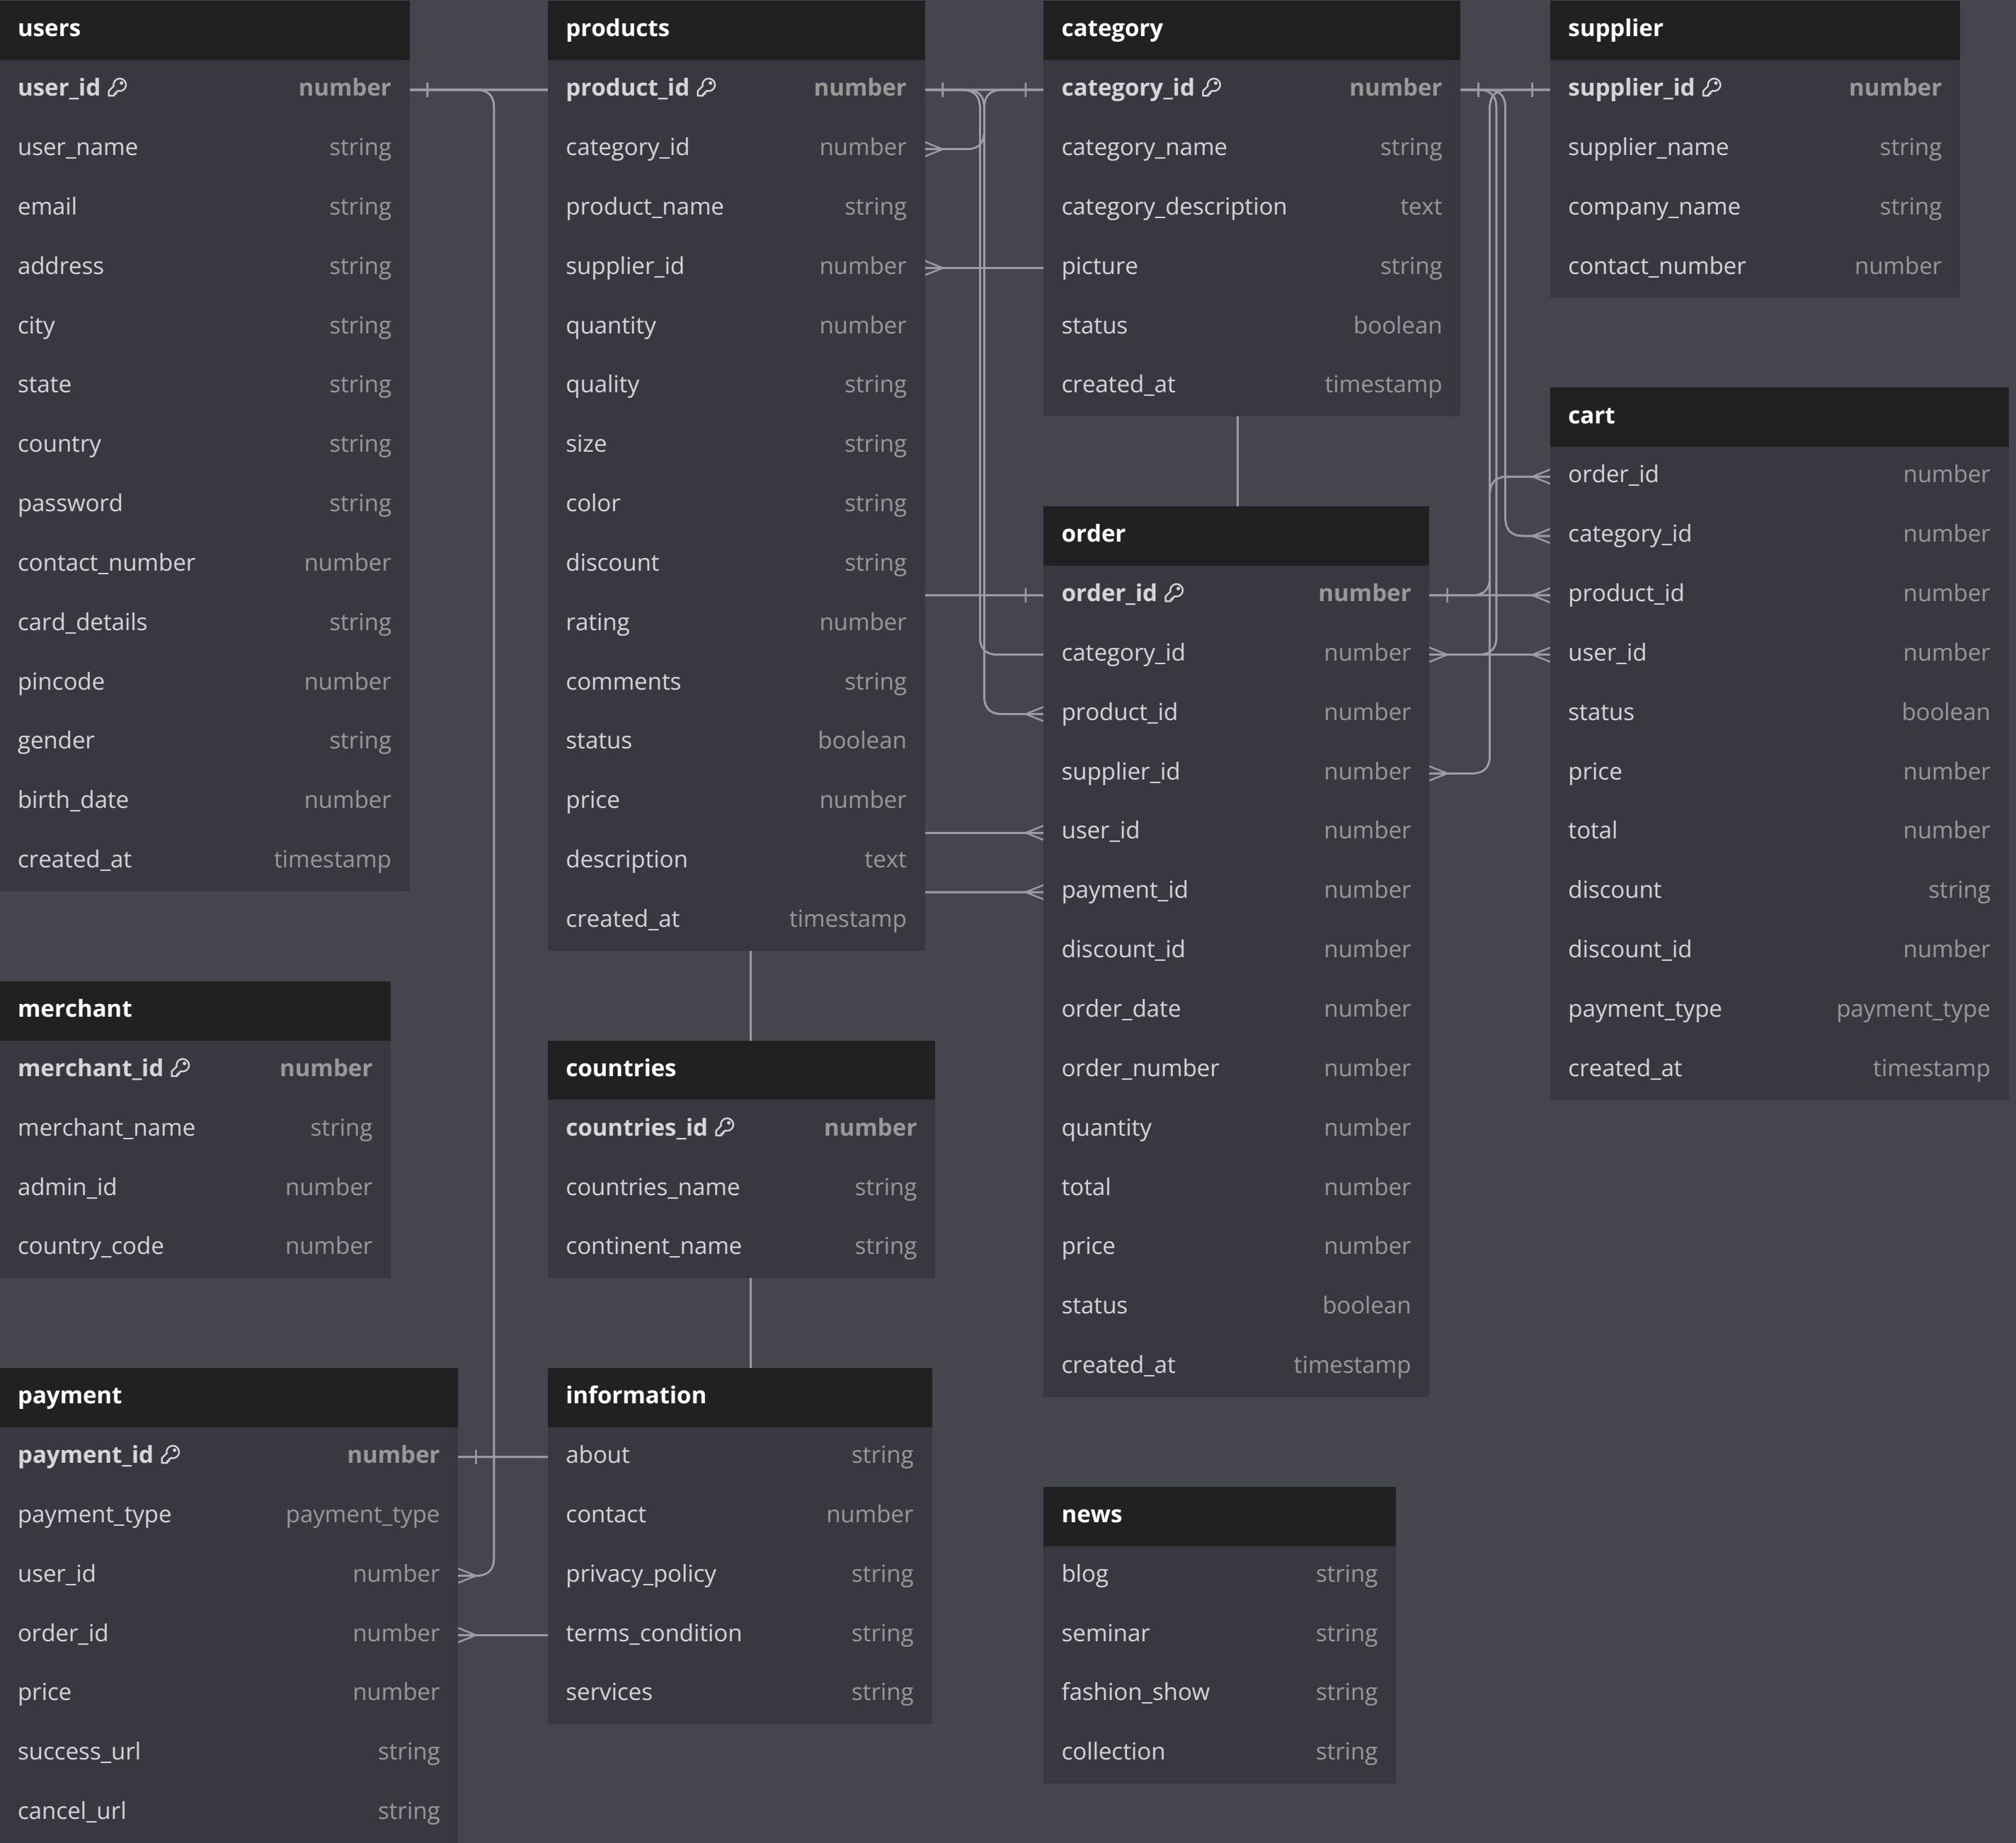 users
user_id number
user_name string
email string
address string
city string
state string
country string
password string
contact_number number
card_details string
pincode number
gender string
birth_date number
created_at timestamp
products
product_id number
category_id number
product_name string
supplier_id number
quantity number
quality string
size string
color string
discount string
rating number
comments string
status boolean
price number
description text
created_at timestamp
category
category_id number
category_name string
category_description text
picture string
status boolean
created_at timestamp
supplier
supplier_id number
supplier_name string
company_name string
contact_number number
cart
order_id number
category_id number
product_id number
user_id number
status boolean
price number
total number
discount string
discount_id number
payment_type payment_type
created_at timestamp
order
order_id number
category_id number
product_id number
supplier_id number
user_id number
payment_id number
discount_id number
order_date number
order_number number
quantity number
total number
price number
status boolean
created_at timestamp
merchant
merchant_id number
merchant_name string
admin_id number
country_code number
countries
countries_id number
countries_name string
continent_name string
payment
payment_id number
payment_type payment_type
user_id number
order_id number
price number
success_url string
cancel_url string
information
about string
contact number
privacy_policy string
terms_condition string
services string
news
blog string
seminar string
fashion_show string
collection string